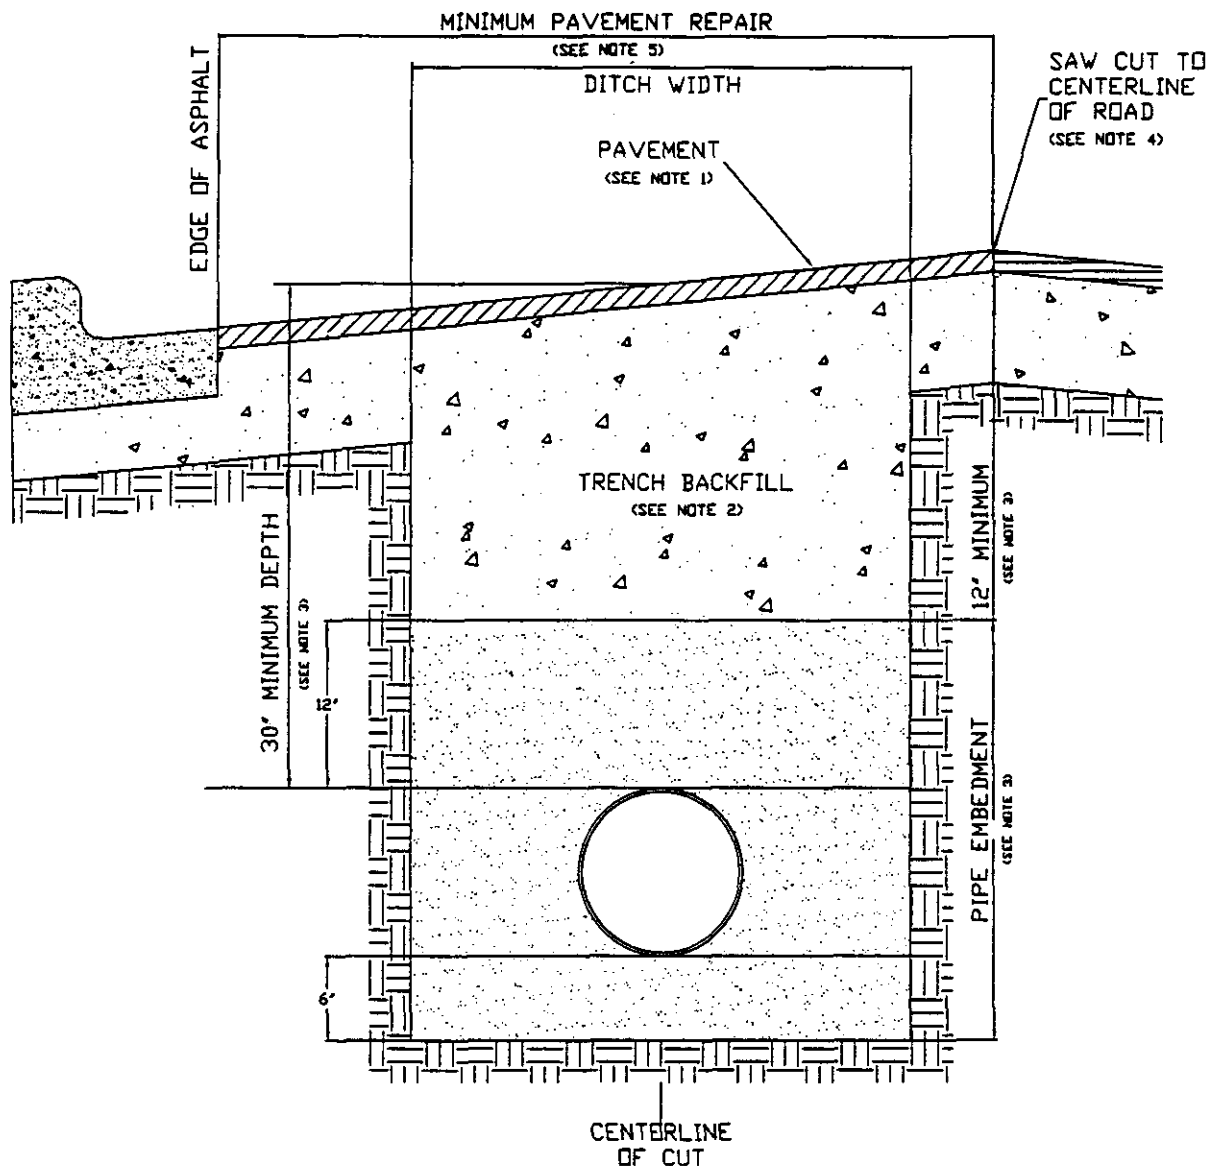 MINIMUM PAVEMENT REPAIR
(SEE NOTE 5)
DITCH WIDTH
EDGE OF ASPHALT
SAW CUT TO
CENTERLINE
OF ROAD
(SEE NOTE 4)
PAVEMENT
(SEE NOTE 1)
TRENCH BACKFILL
(SEE NOTE 2)
30" MINIMUM DEPTH
(SEE NOTE 3)
12" MINIMUM
(SEE NOTE 3)
12"
PIPE EMBEDMENT
(SEE NOTE 3)
6"
CENTERLINE
OF CUT